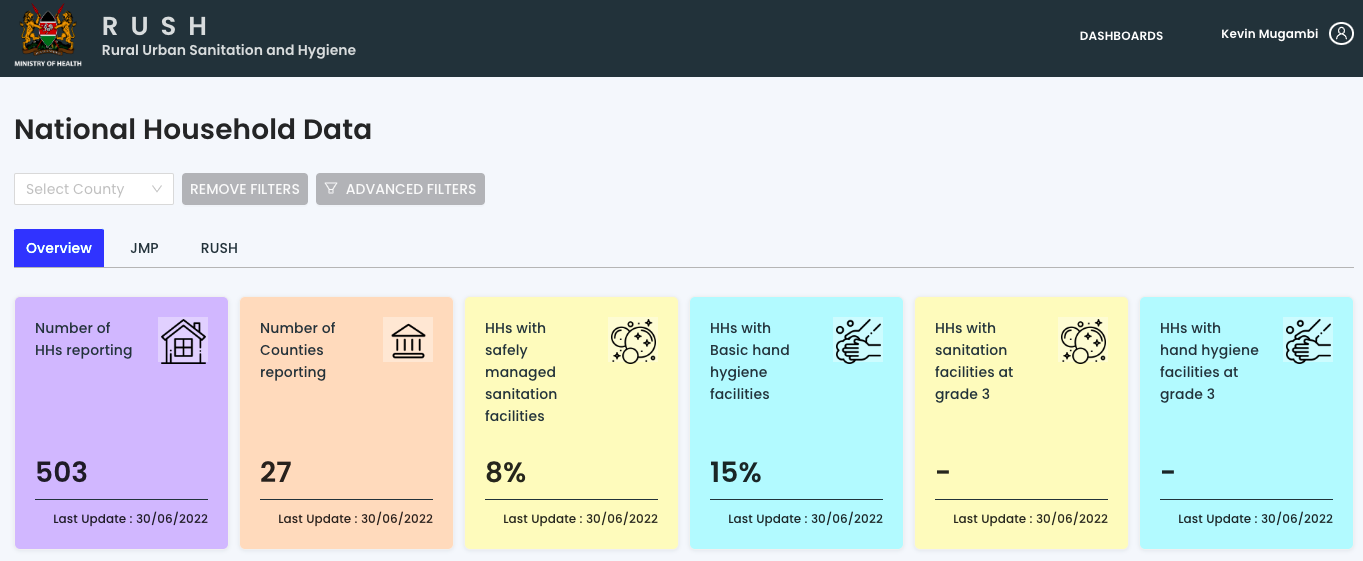 RUSH
Rural Urban Sanitation and Hygiene
MINISTRY OF HEALTH
DASHBOARDS
Kevin Mugambi
National Household Data
Select County
REMOVE FILTERS
ADVANCED FILTERS
Overview
JMP
RUSH
Number of
HHs reporting
503
Last Update : 30/06/2022
Number of
Counties
reporting
27
Last Update : 30/06/2022
HHs with
safely
managed
sanitation
facilities
8%
Last Update : 30/06/2022
HHs with
Basic hand
hygiene
facilities
15%
Last Update : 30/06/2022
HHs with
sanitation
facilities at
grade 3
-
Last Update : 30/06/2022
HHs with
hand hygiene
facilities at
grade 3
-
Last Update : 30/06/2022